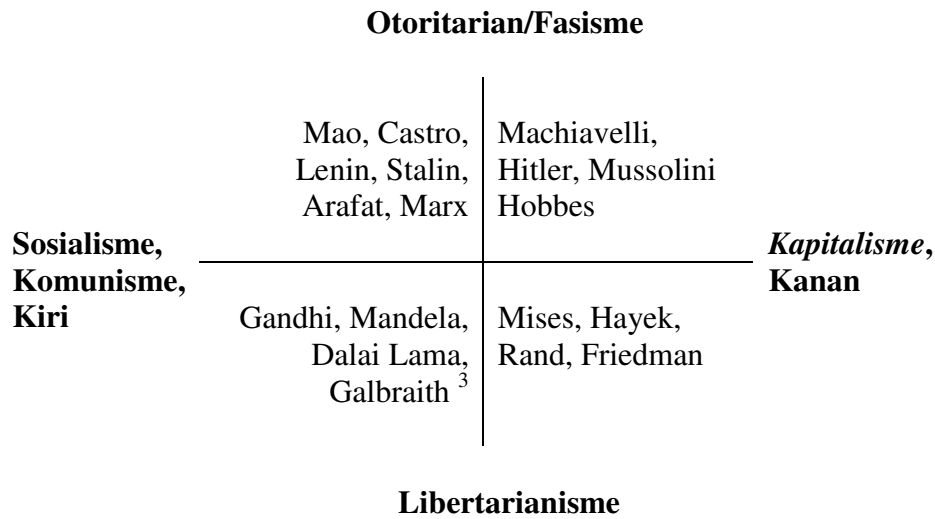 Otoritarian/Fasisme
Mao, Castro,
Lenin, Stalin,
Arafat, Marx
Machiavelli,
Hitler, Mussolini
Hobbes
Sosialisme,
Komunisme,
Kiri
Kapitalisme,
Kanan
Gandhi, Mandela,
Dalai Lama,
Galbraith 3
Mises, Hayek,
Rand, Friedman
Libertarianisme